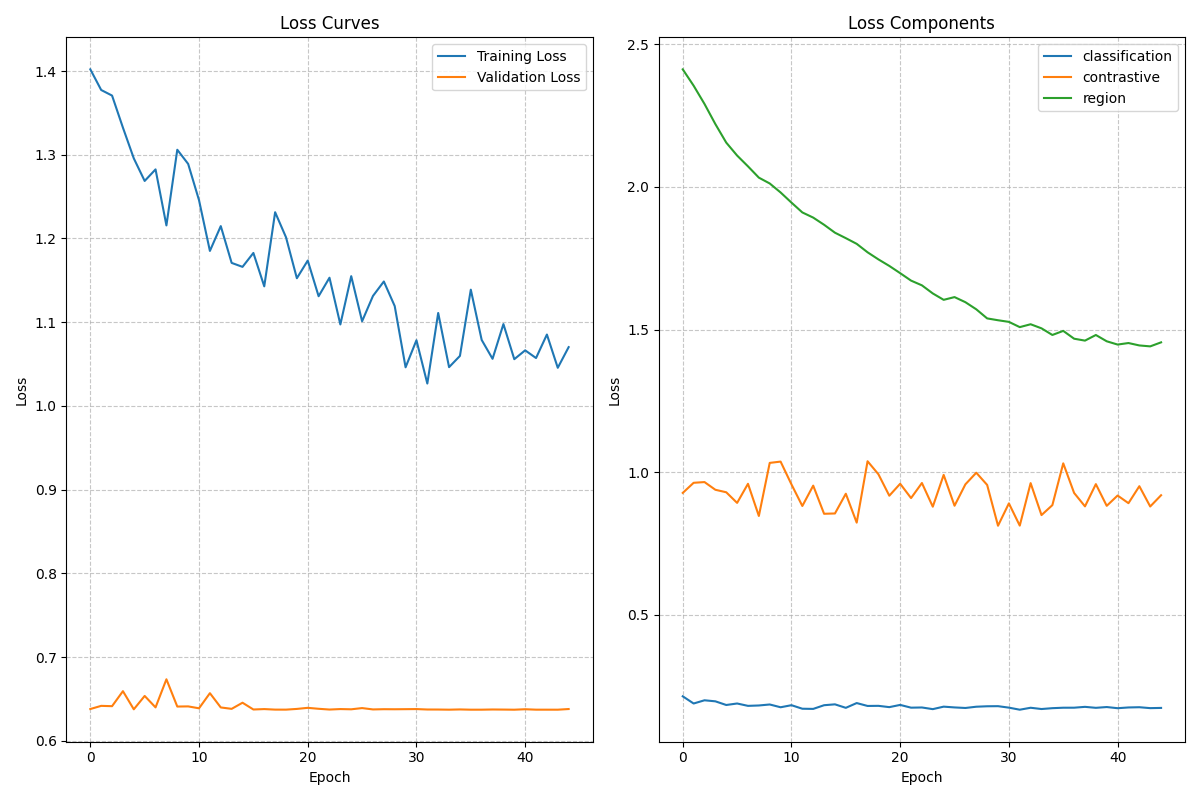 Loss Curves
Training Loss
Validation Loss
1.4
1.3
1.2
1.1
1.0
0.9
0.8
0.7
0.6
Loss
0
10
20
30
40
Epoch
Loss Components
classification
contrastive
region
2.5
2.0
1.5
1.0
0.5
Loss
0
10
20
30
40
Epoch